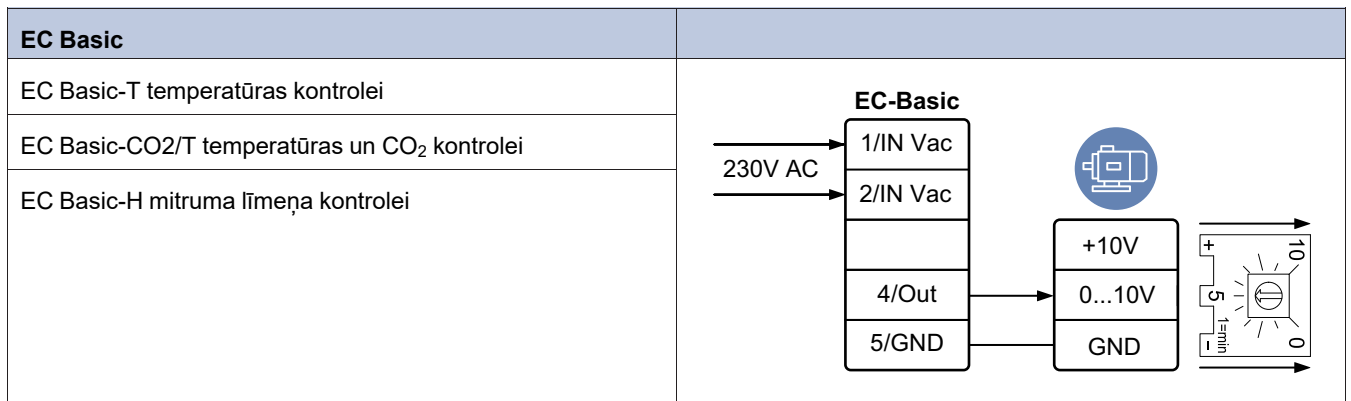 EC Basic
EC Basic-T temperatūras kontrolei
EC Basic-CO2/T temperatūras un CO₂ kontrolei
EC Basic-H mitruma līmeņa kontrolei
EC-Basic
230V AC
1/IN Vac
2/IN Vac
4/Out
5/GND
+10V
0...10V
GND
+
5
-
1=min
10
0